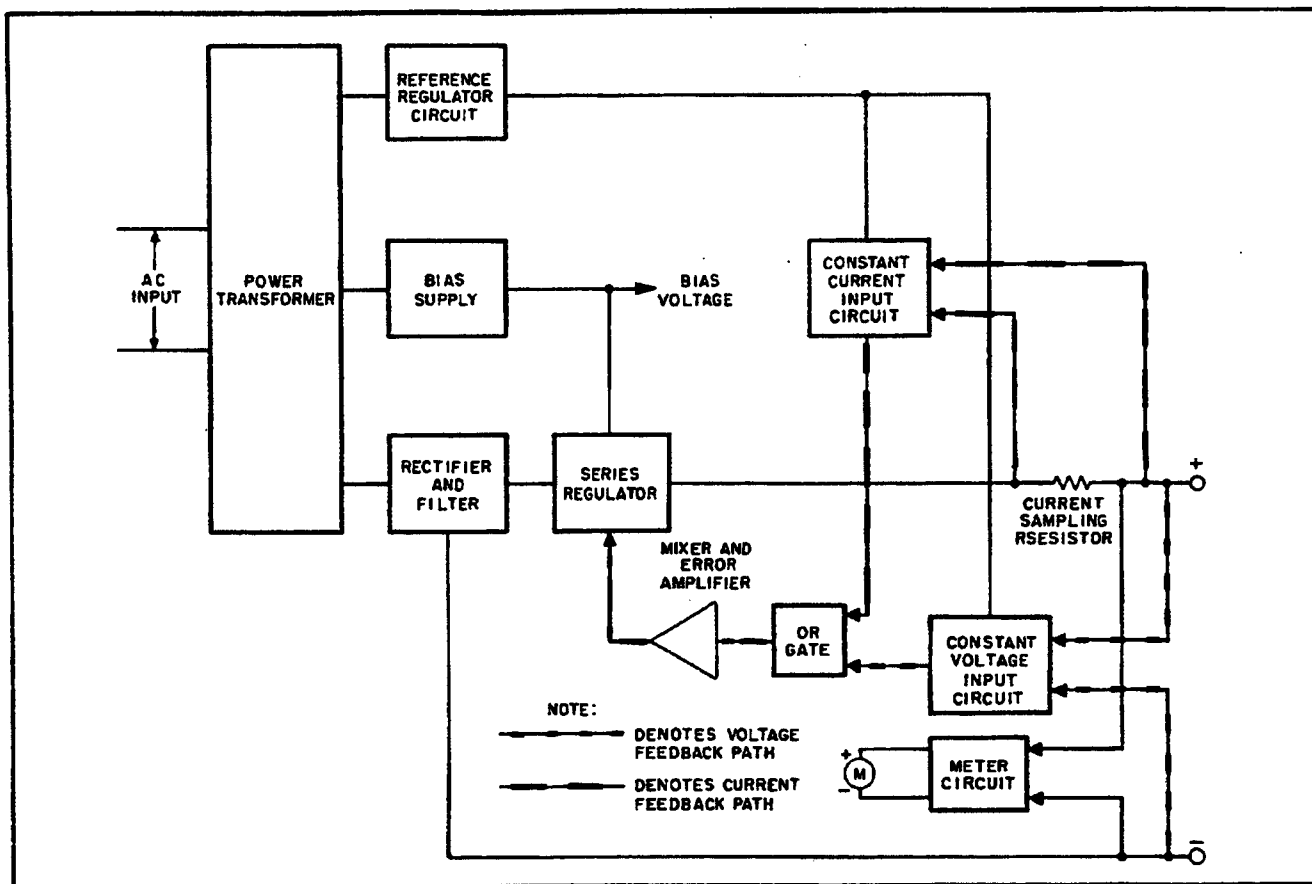 REFERENCE
REGULATOR
CIRCUIT
AC
INPUT
POWER
TRANSFORMER
BIAS
SUPPLY
BIAS
VOLTAGE
CONSTANT
CURRENT
INPUT
CIRCUIT
RECTIFIER
AND
FILTER
SERIES
REGULATOR
+
CURRENT
SAMPLING
RSESISTOR
MIXER AND
ERROR
AMPLIFIER
OR
GATE
CONSTANT
VOLTAGE
INPUT
CIRCUIT
NOTE:
DENOTES VOLTAGE
FEEDBACK PATH
DENOTES CURRENT
FEEDBACK PATH
+
M
−
METER
CIRCUIT
−